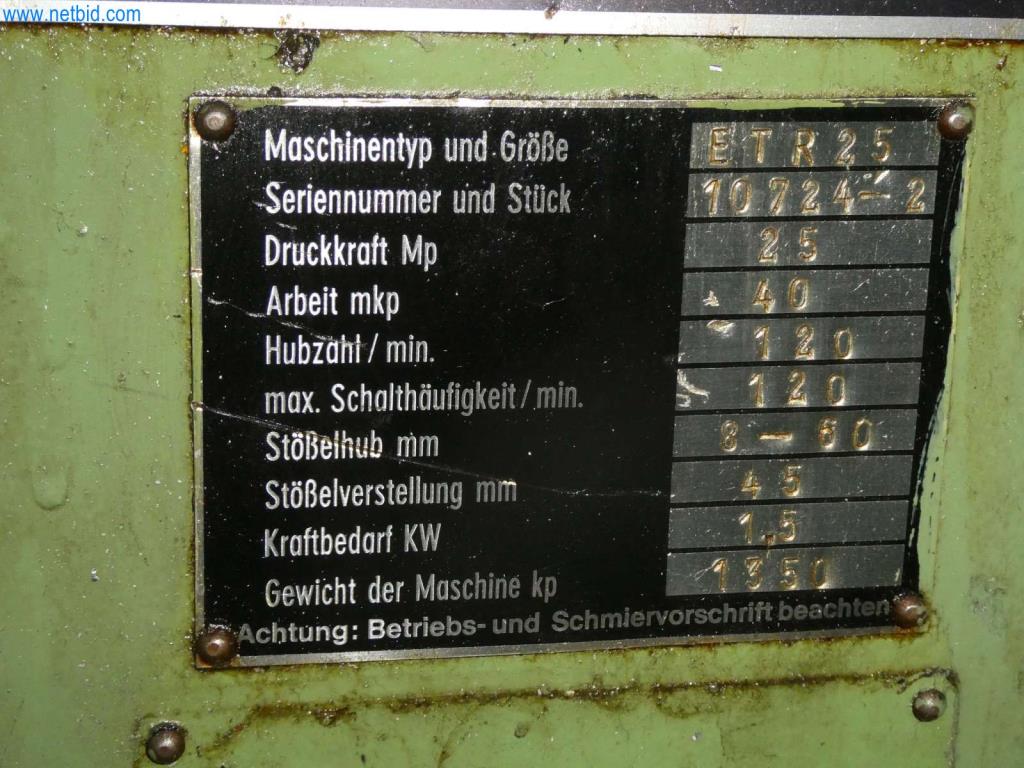 www.netbid.com
Maschinentyp und Größe ETR25
Seriennummer und Stück 10724-2
Druckkraft Mp 25
Arbeit mkp 40
Hubzahl/min. 120
max. Schalthäufigkeit/min. 120
Stößelhub mm 8-60
Stößelverstellung mm 45
Kraftbedarf KW 1,5
Gewicht der Maschine kp 1350
Achtung: Betriebs- und Schmiervorschrift beachten